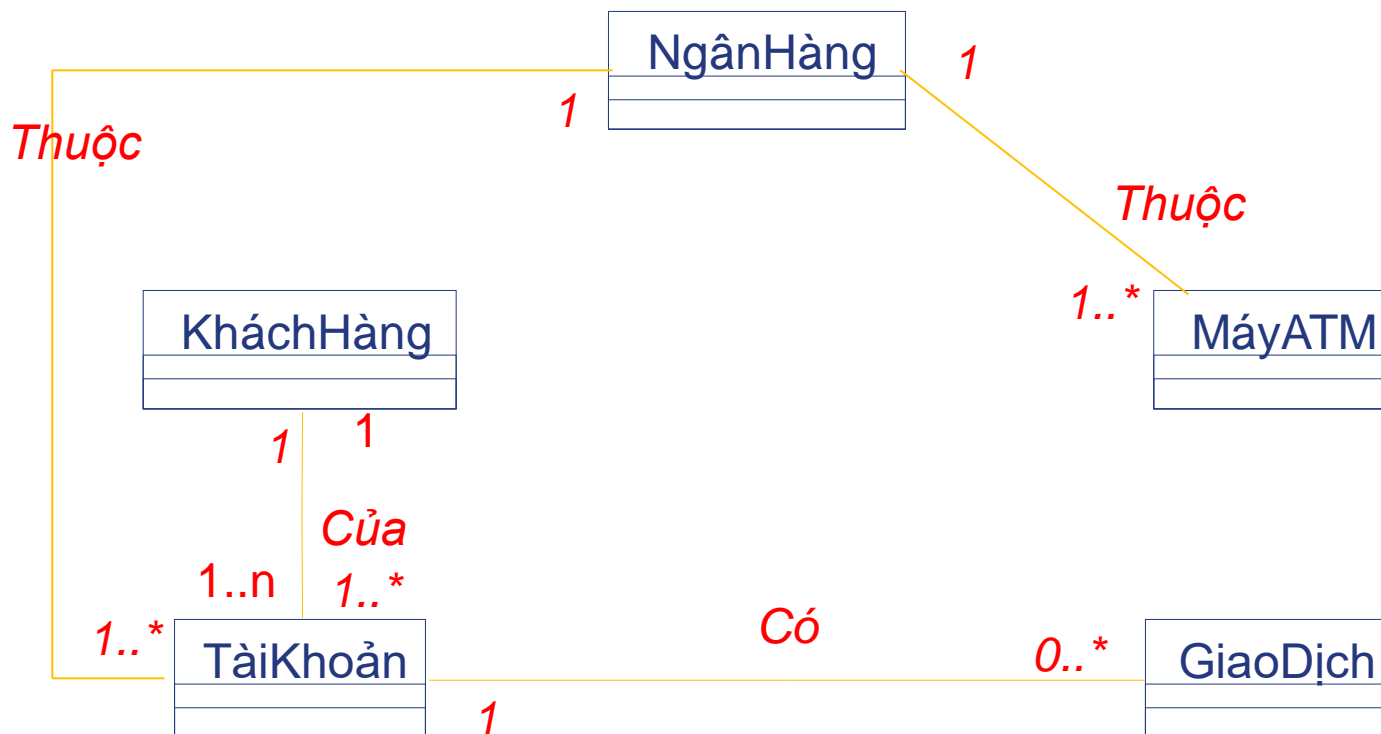 NgânHàng
1
1
Thuộc
Thuộc
1..*
KháchHàng
MáyATM
1
1
Của
1..n
1..*
1..*
Có
0..*
TàiKhoản
GiaoDịch
1